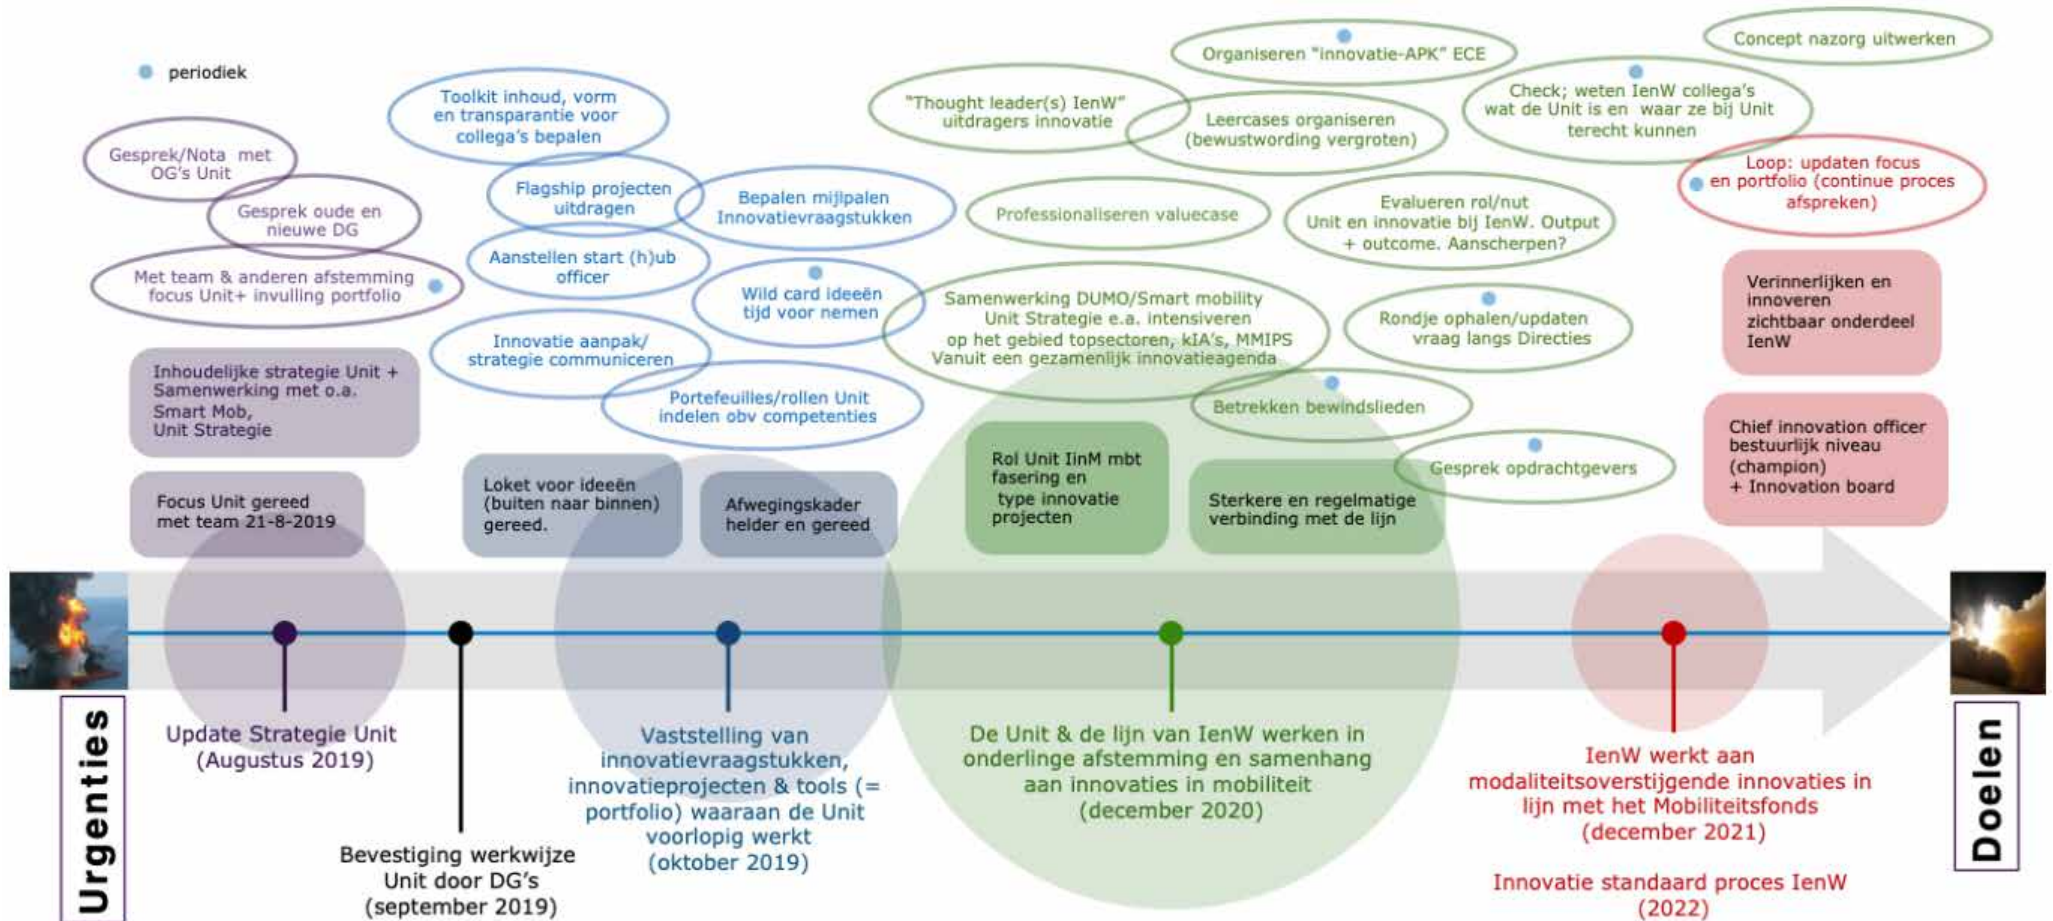 periodiek
Gesprek/Nota met
OG's Unit
Gesprek oude en
nieuwe DG
Met team & anderen afstemming
focus Unit+ invulling portfolio
Inhoudelijke strategie Unit +
Samenwerking met o.a.
Smart Mob,
Unit Strategie
Focus Unit gereed
met team 21-8-2019
Toolkit inhoud, vorm
en transparantie voor
collega's bepalen
Flagship projecten
uitdragen
Bepalen mijlpalen
Innovatievraagstukken
Aanstellen start (h)ub
officer
Wild card ideeën
tijd voor nemen
Innovatie aanpak/
strategie communiceren
Portefeuilles/rollen Unit
indelen obv competenties
Loket voor ideeën
(buiten naar binnen)
gereed.
Afwegingskader
helder en gereed
"Thought leader(s) IenW"
uitdragers innovatie
Organiseren "innovatie-APK" ECE
Leercases organiseren
(bewustwording vergroten)
Check; weten IenW collega's
wat de Unit is en waar ze bij Unit
terecht kunnen
Concept nazorg uitwerken
Professionaliseren valuecase
Evalueren rol/nut
Unit en innovatie bij IenW. Output
+ outcome. Aanscherpen?
Samenwerking DUMO/Smart mobility
Unit Strategie e.a. intensiveren
op het gebied topsectoren, kIA's, MMIPS
Vanuit een gezamenlijk innovatieagenda
Rondje ophalen/updaten
vraag langs Directies
Betrekken bewindslieden
Gesprek opdrachtgevers
Rol Unit IinM mbt
fasering en
type innovatie
projecten
Sterkere en regelmatige
verbinding met de lijn
Loop: updaten focus
en portfolio (continue proces
afspreken)
Verinnerlijken en
innoveren
zichtbaar onderdeel
IenW
Chief innovation officer
bestuurlijk niveau
(champion)
+ Innovation board
Urgenties
Update Strategie Unit
(Augustus 2019)
Bevestiging werkwijze
Unit door DG's
(september 2019)
Vaststelling van
innovatievraagstukken,
innovatieprojecten & tools (=
portfolio) waaraan de Unit
voorlopig werkt
(oktober 2019)
De Unit & de lijn van IenW werken in
onderlinge afstemming en samenhang
aan innovaties in mobiliteit
(december 2020)
IenW werkt aan
modaliteitsoverstijgende innovaties in
lijn met het Mobiliteitsfonds
(december 2021)
Innovatie standaard proces IenW
(2022)
Doelen